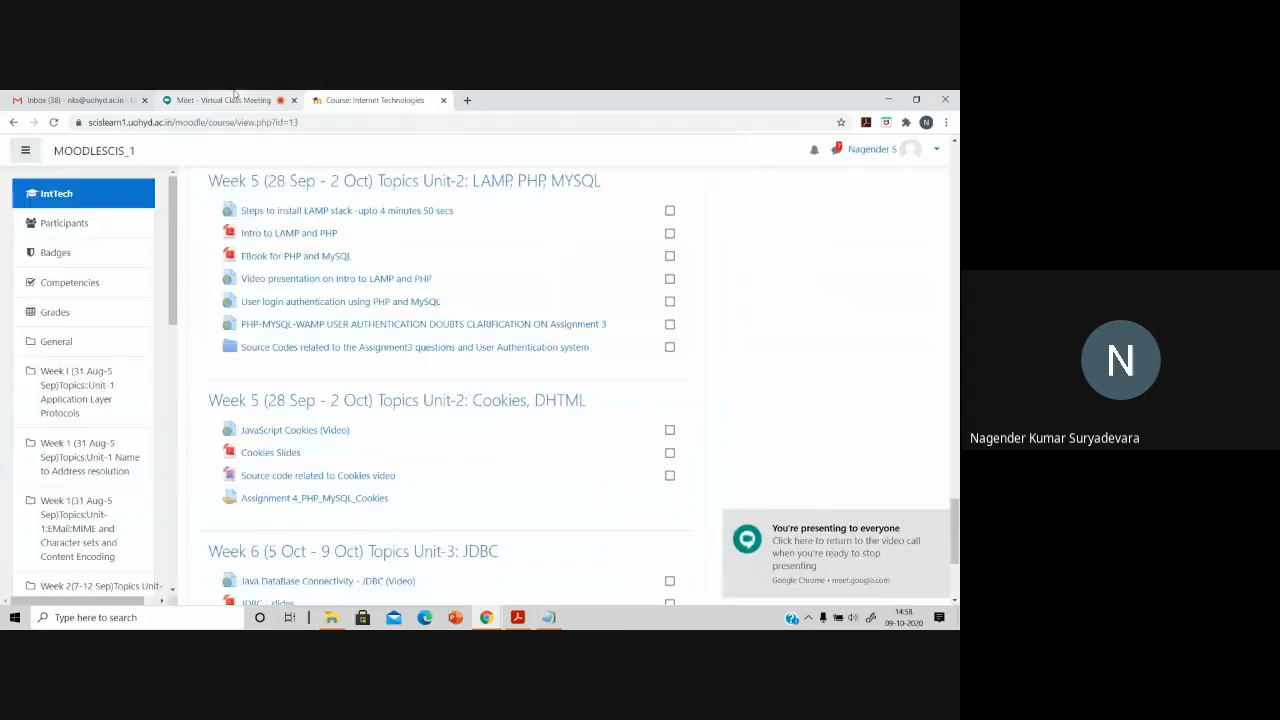 Inbox (38) - nks@uohyd.ac.in - U
Meet - Virtual Class Meeting
Course: Internet Technologies
scislearn1.uohyd.ac.in/moodle/course/view.php?id=13
N
MOODLESCIS_1
Nagender S
IntTech
Participants
Badges
Competencies
Grades
General
Week I (31 Aug-5
Sep)Topics::Unit-1
Application Layer
Protocols
Week 1 (31 Aug-5
Sep)Topics:Unit-1 Name
to Address resolution
Week 1(31 Aug-5
Sep)Topics:Unit-
1:EMail:MIME and
Character sets and
Content Encoding
Week 2(7-12 Sep)Topics Unit-
Week 5 (28 Sep - 2 Oct) Topics Unit-2: LAMP, PHP, MYSQL
Steps to install LAMP stack -upto 4 minutes 50 secs
Intro to LAMP and PHP
EBook for PHP and MySQL
Video presentation on Intro to LAMP and PHP
User login authentication using PHP and MySQL
PHP-MYSQL-WAMP USER AUTHENTICATION DOUBTS CLARIFICATION ON Assignment 3
Source Codes related to the Assignment3 questions and User Authentication system
Week 5 (28 Sep - 2 Oct) Topics Unit-2: Cookies, DHTML
JavaScript Cookies (Video)
Cookies Slides
Source code related to Cookies video
Assignment 4_PHP_MySQL_Cookies
Week 6 (5 Oct - 9 Oct) Topics Unit-3: JDBC
Java DataBase Connectivity - JDBC (Video)
JDBC - slides
You're presenting to everyone
Click here to return to the video call
when you're ready to stop
presenting
Google Chrome • meet.google.com
Type here to search
14:58
09-10-2020
N
Nagender Kumar Suryadevara